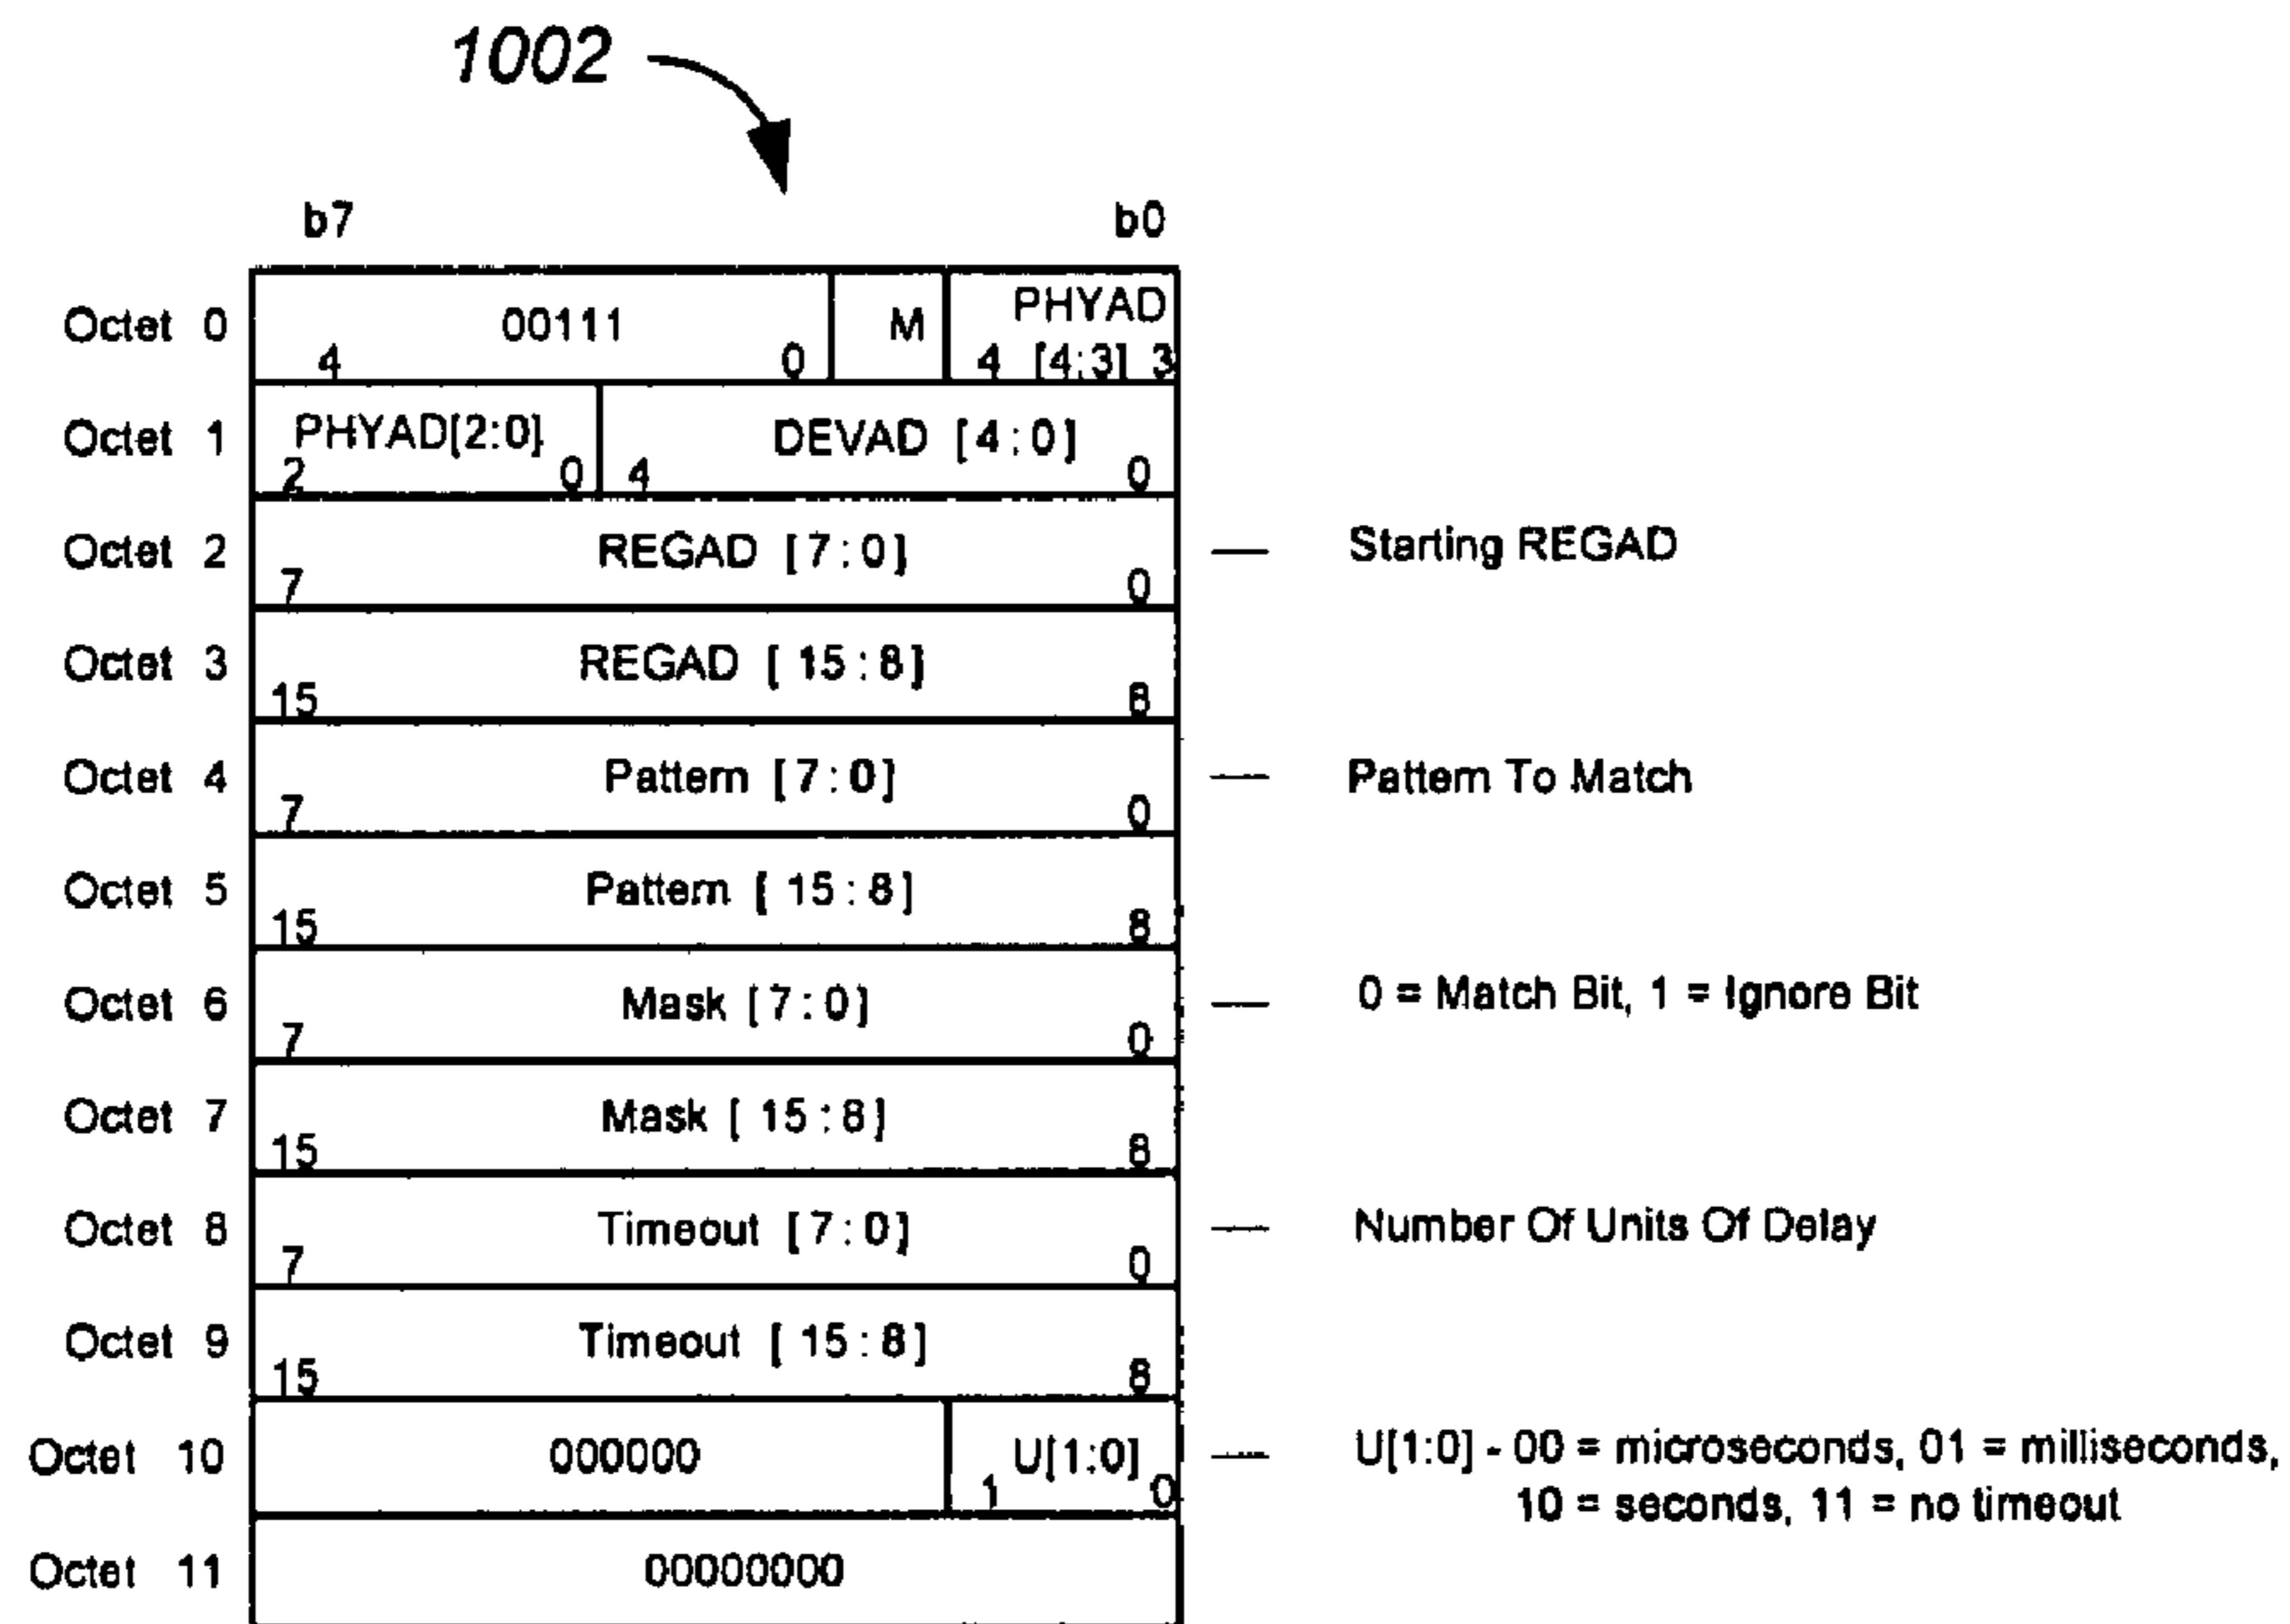 1002
b7 b0
Octet 0 00111 M PHYAD
4 0 4 [4:3] 3
Octet 1 PHYAD[2:0] DEVAD [4:0]
2 0 4 0
Octet 2 REGAD [7:0] — Starting REGAD
7 0
Octet 3 REGAD [15:8]
15 8
Octet 4 Pattern [7:0] — Pattern To Match
7 0
Octet 5 Pattern [15:8]
15 8
Octet 6 Mask [7:0] — 0 = Match Bit, 1 = Ignore Bit
7 0
Octet 7 Mask [15:8]
15 8
Octet 8 Timeout [7:0] — Number Of Units Of Delay
7 0
Octet 9 Timeout [15:8]
15 8
Octet 10 000000 U[1:0] — U[1:0] - 00 = microseconds, 01 = milliseconds,
1 0 10 = seconds, 11 = no timeout
Octet 11 00000000